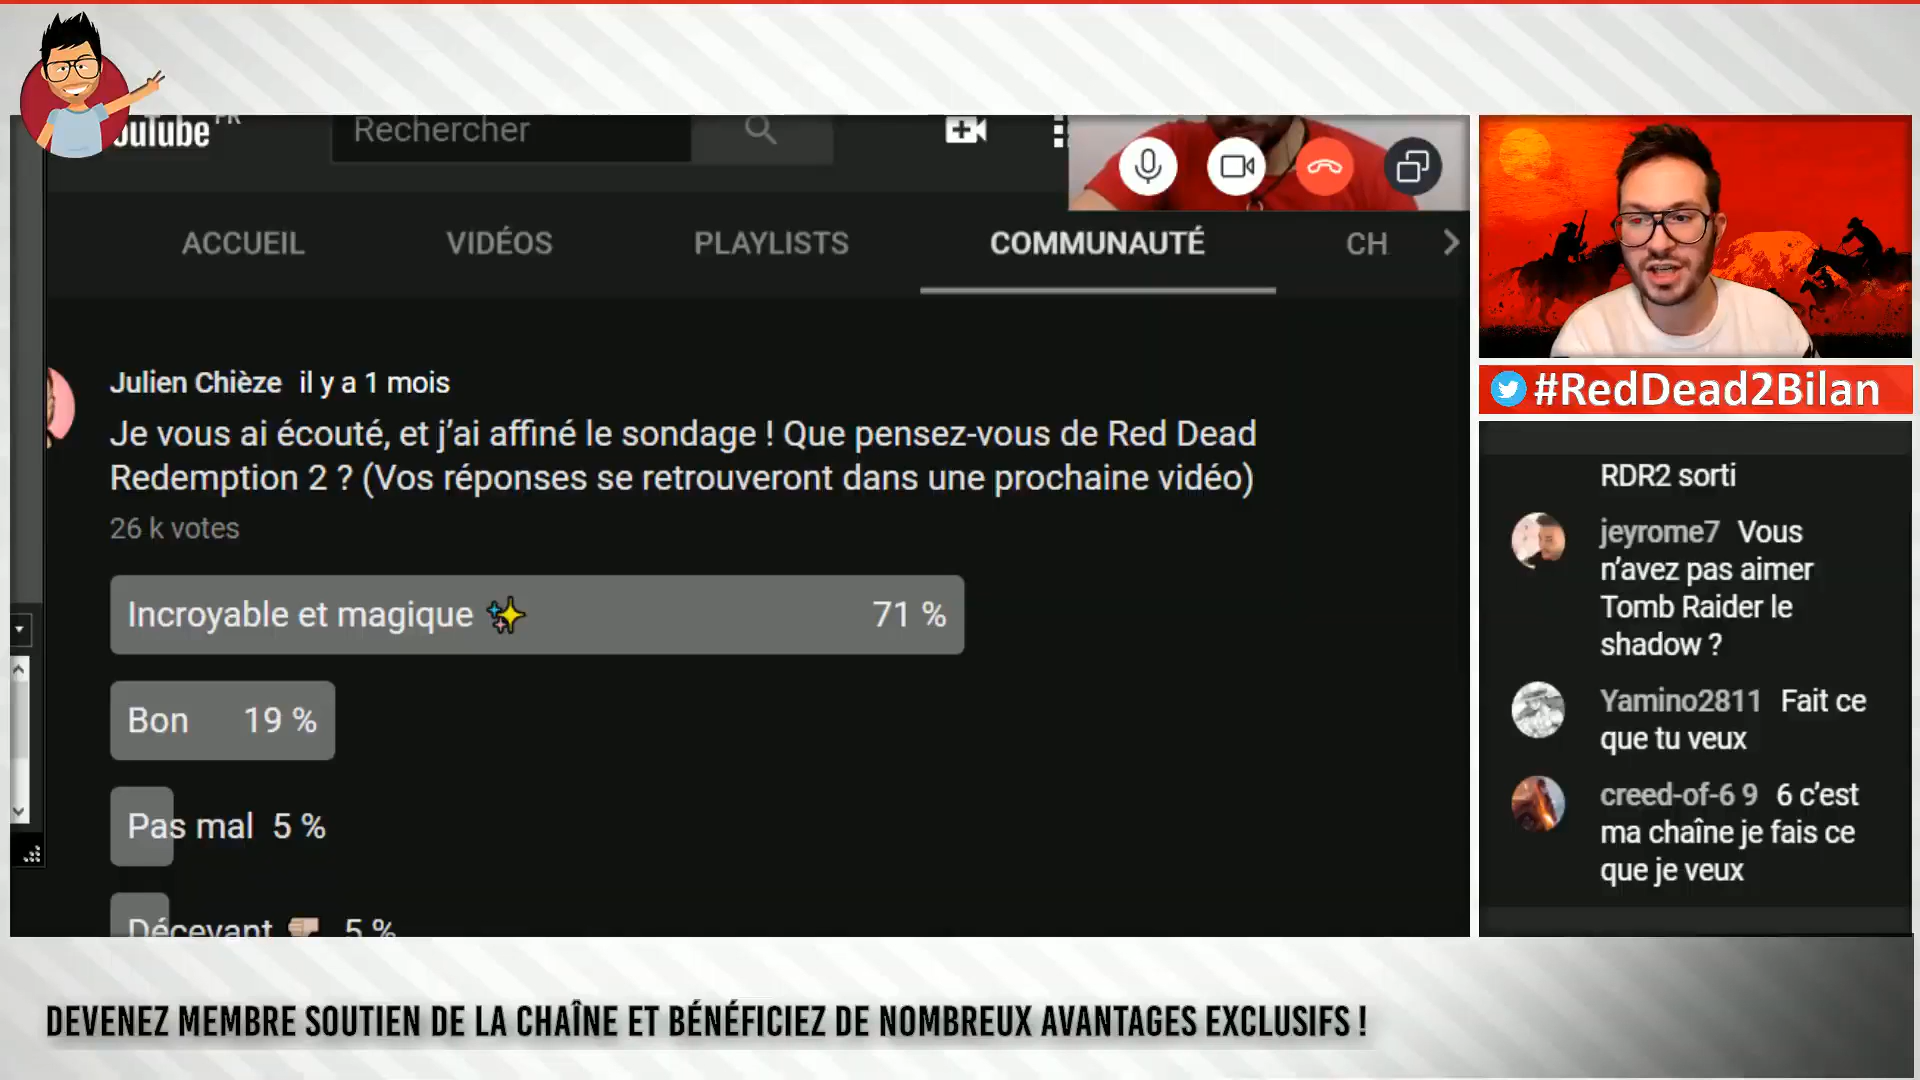 YouTube FR
Rechercher
ACCUEIL VIDÉOS PLAYLISTS COMMUNAUTÉ CH
Julien Chièze il y a 1 mois
Je vous ai écouté, et j’ai affiné le sondage ! Que pensez-vous de Red Dead
Redemption 2 ? (Vos réponses se retrouveront dans une prochaine vidéo)
26 k votes
Incroyable et magique ✨ 71 %
Bon 19 %
Pas mal 5 %
Décevant 👎 5 %
#RedDead2Bilan
RDR2 sorti
jeyrome7 Vous
n’avez pas aimer
Tomb Raider le
shadow ?
Yamino2811 Fait ce
que tu veux
creed-of-6 9 6 c’est
ma chaîne je fais ce
que je veux
DEVENEZ MEMBRE SOUTIEN DE LA CHAÎNE ET BÉNÉFICIEZ DE NOMBREUX AVANTAGES EXCLUSIFS !